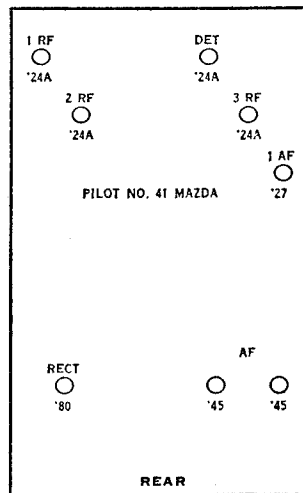 1 RF DET
'24A '24A
2 RF 3 RF
'24A '24A
1 AF
PILOT NO. 41 MAZDA '27
AF
RECT
'80 '45 '45
REAR